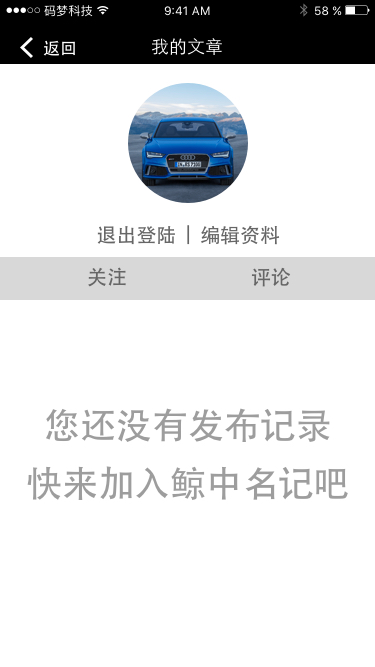 码梦科技 9:41 AM 58 %
返回 我的文章
退出登陆 | 编辑资料
关注 评论
您还没有发布记录
快来加入鲸中名记吧